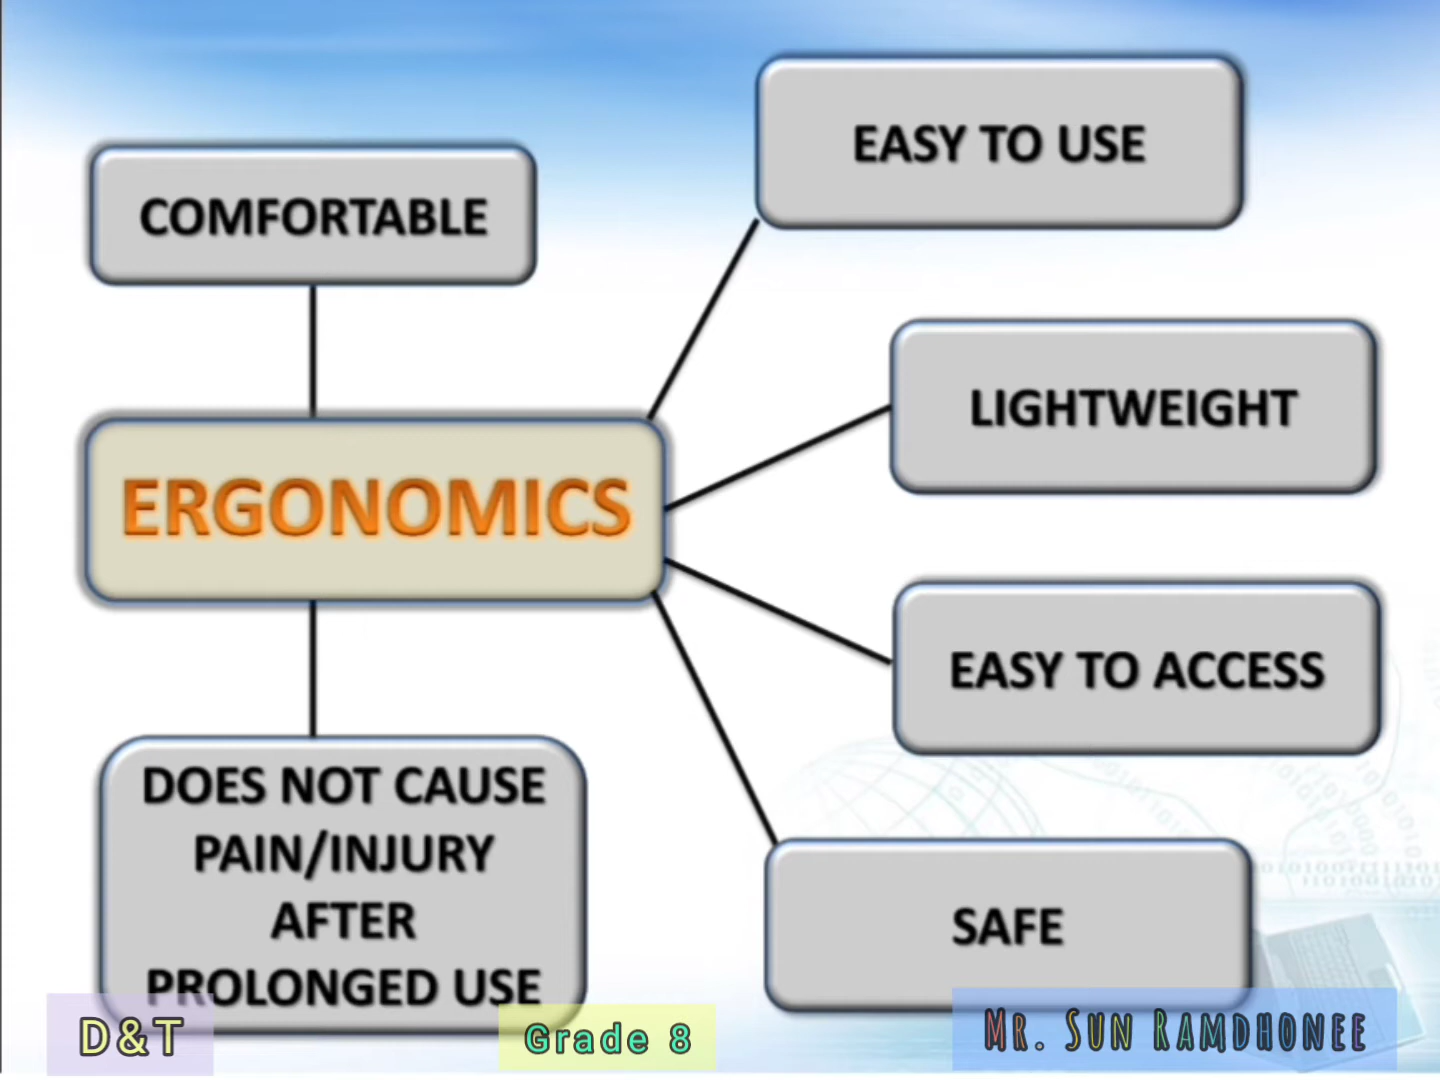 EASY TO USE
COMFORTABLE
LIGHTWEIGHT
ERGONOMICS
EASY TO ACCESS
DOES NOT CAUSE
PAIN/INJURY
AFTER
PROLONGED USE
SAFE
D&T
Grade 8
MR. SUN RAMDHONEE